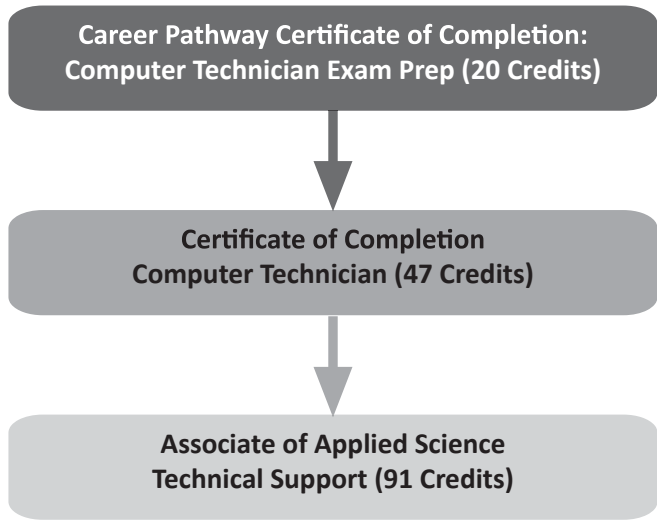 Career Pathway Certificate of Completion:
Computer Technician Exam Prep (20 Credits)
Certificate of Completion
Computer Technician (47 Credits)
Associate of Applied Science
Technical Support (91 Credits)